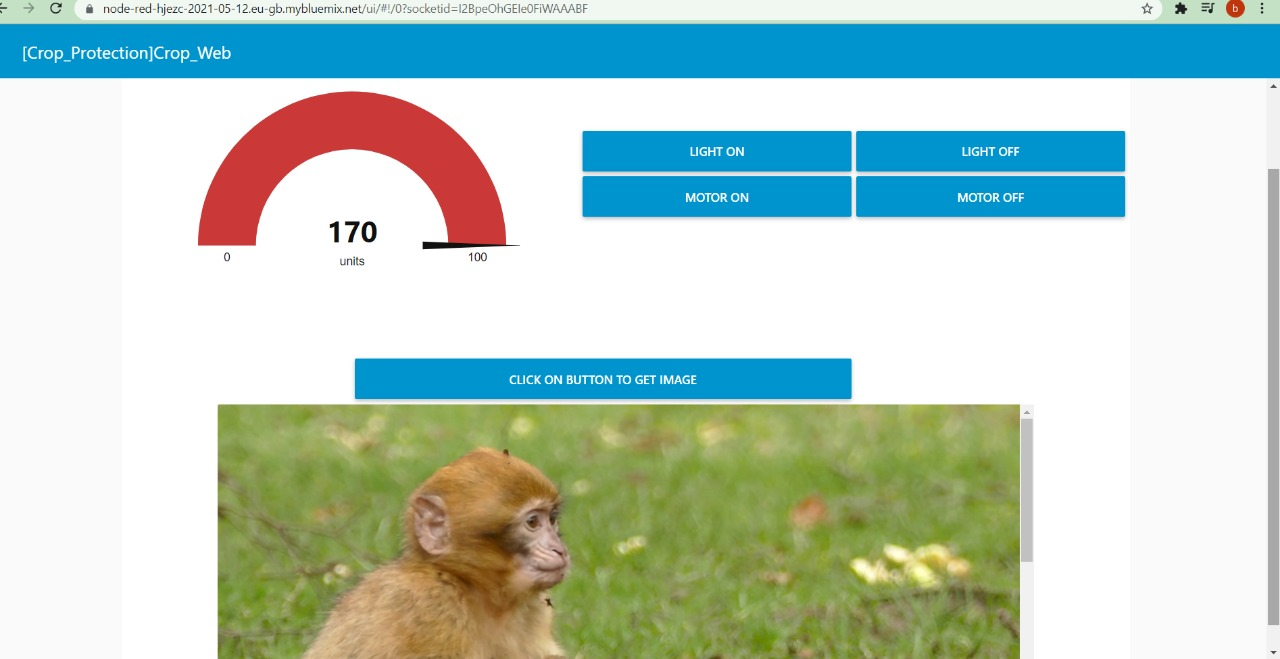 node-red-hjezc-2021-05-12.eu-gb.mybluemix.net/ui/#!/0?socketid=I2BpeOhGEIe0FiWAAABF
b
[Crop_Protection]Crop_Web
170
units
0
100
LIGHT ON
LIGHT OFF
MOTOR ON
MOTOR OFF
CLICK ON BUTTON TO GET IMAGE